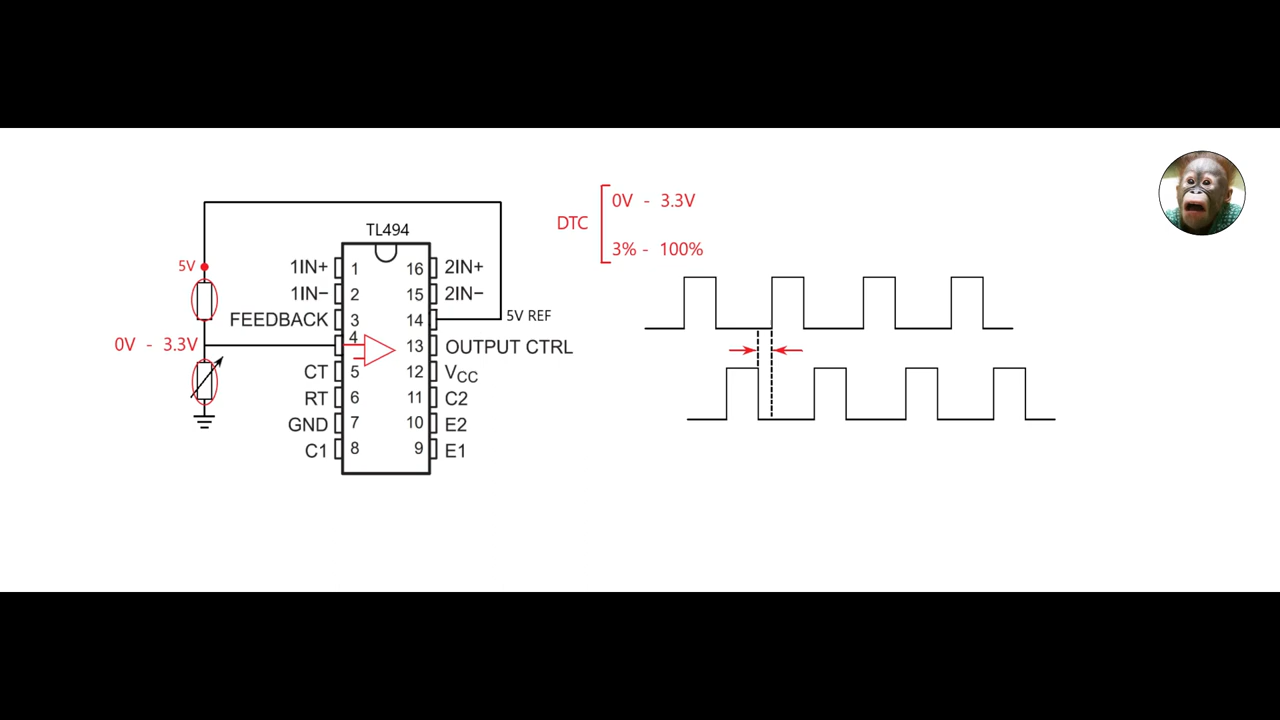 DTC
0V - 3.3V
3% - 100%
TL494
5V
0V - 3.3V
1IN+ 1 16 2IN+
1IN− 2 15 2IN−
FEEDBACK 3 14 5V REF
4 13 OUTPUT CTRL
CT 5 12 VCC
RT 6 11 C2
GND 7 10 E2
C1 8 9 E1